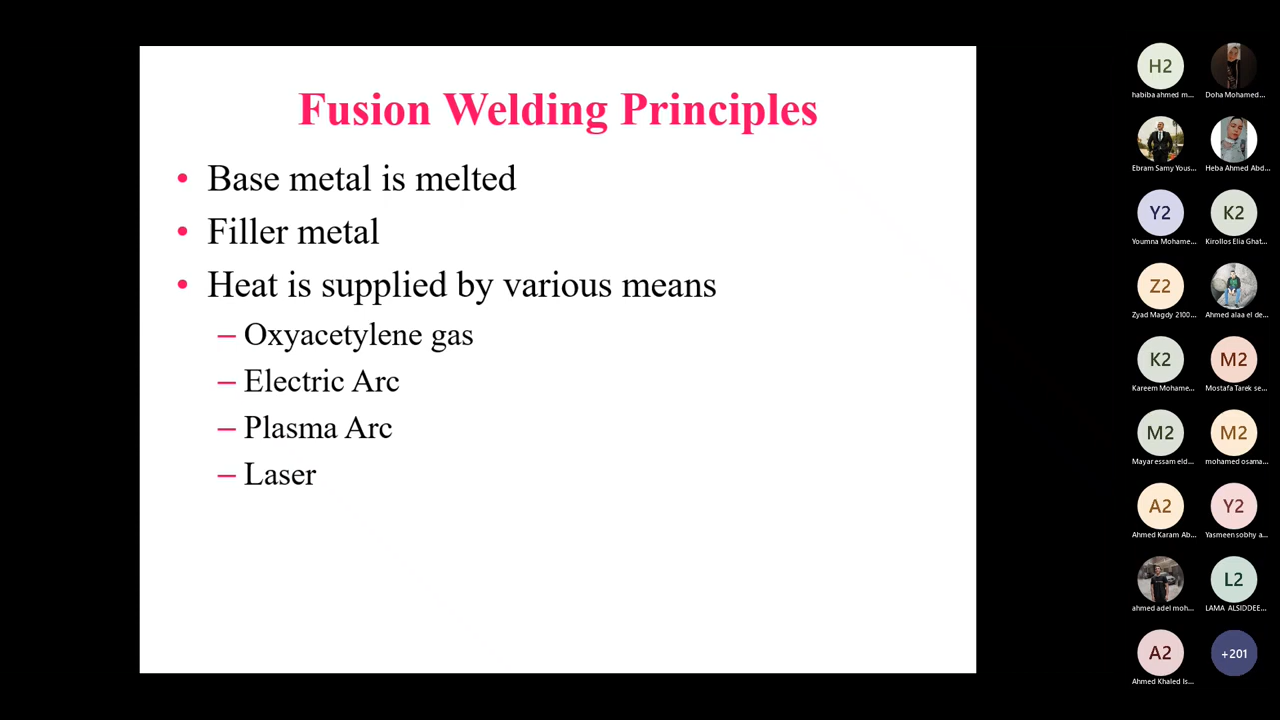 Fusion Welding Principles
• Base metal is melted
• Filler metal
• Heat is supplied by various means
– Oxyacetylene gas
– Electric Arc
– Plasma Arc
– Laser
H2
habiba ahmed m...
Doha Mohamed...
Ebram Samy Yous...
Heba Ahmed Abd...
Y2
K2
Youmna Mohame...
Kirollos Elia Ghat...
Z2
Zyad Magdy 2100...
Ahmed alaa el de...
K2
M2
Kareem Mohame...
Mostafa Tarek se...
M2
M2
Mayar essam eld...
mohamed osama...
A2
Y2
Ahmed Karam Ab...
Yasmeen sobhy a...
L2
ahmed adel moh...
LAMA ALSIDDEE...
A2
+201
Ahmed Khaled Is...